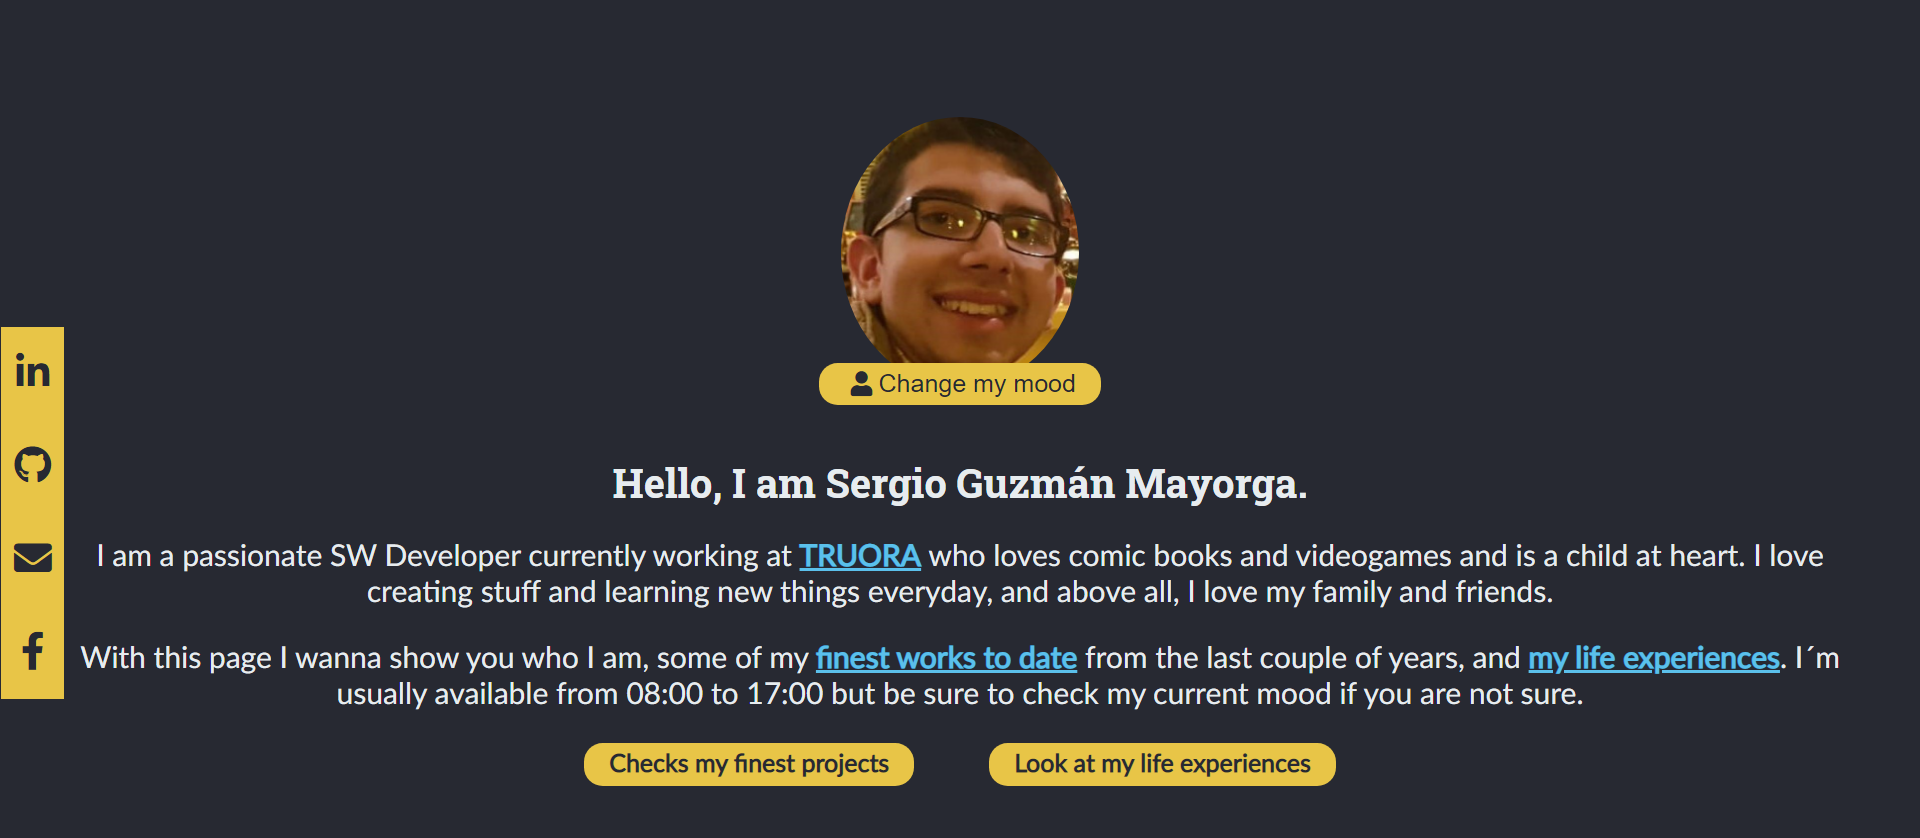 in
Change my mood
Hello, I am Sergio Guzmán Mayorga.
I am a passionate SW Developer currently working at TRUORA who loves comic books and videogames and is a child at heart. I love
creating stuff and learning new things everyday, and above all, I love my family and friends.
With this page I wanna show you who I am, some of my finest works to date from the last couple of years, and my life experiences. I´m
usually available from 08:00 to 17:00 but be sure to check my current mood if you are not sure.
Checks my finest projects
Look at my life experiences